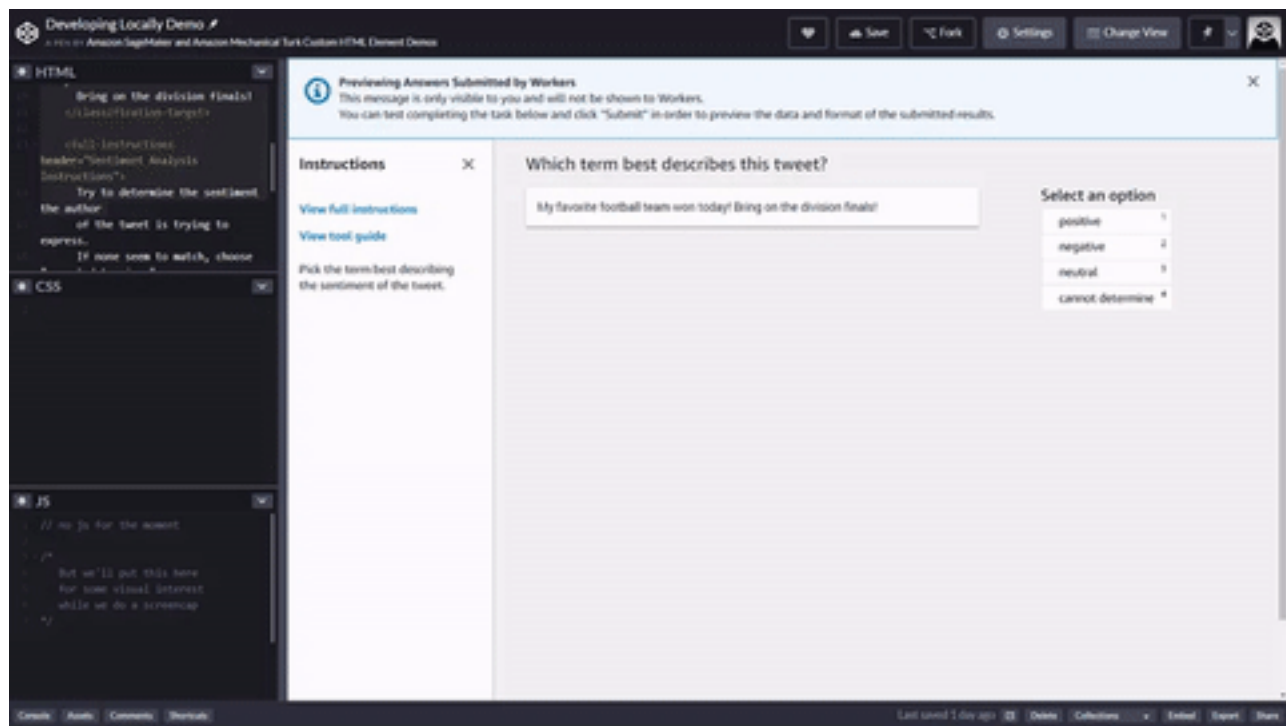 Developing Locally Demo
A PEN BY Amazon SageMaker and Amazon Mechanical Turk Custom HTML Element Demos
Save
Fork
Settings
Change View
HTML
Bring on the division finals!
</classification-target>
<full-instructions
header="Sentiment Analysis
Instructions">
Try to determine the sentiment
the author
of the tweet is trying to
express.
If none seem to match, choose
CSS
JS
// no js for the moment
/*
But we'll put this here
for some visual interest
while we do a screencap
*/
Previewing Answers Submitted by Workers
This message is only visible to you and will not be shown to Workers.
You can test completing the task below and click "Submit" in order to preview the data and format of the submitted results.
Instructions
View full instructions
View tool guide
Pick the term best describing
the sentiment of the tweet.
Which term best describes this tweet?
My favorite football team won today! Bring on the division finals!
Select an option
positive 1
negative 2
neutral 3
cannot determine 4
Console Assets Comments Shortcuts
Last saved 1 day ago Delete Collections Embed Export Share